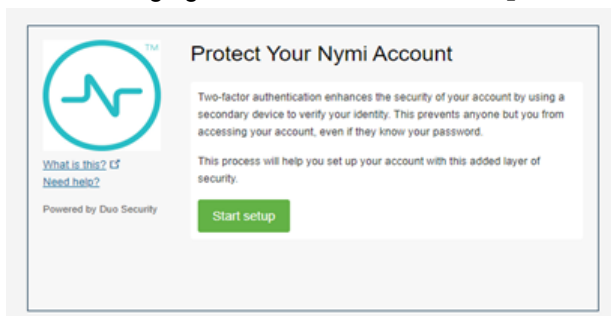 TM
Protect Your Nymi Account
Two-factor authentication enhances the security of your account by using a
secondary device to verify your identity. This prevents anyone but you from
accessing your account, even if they know your password.
This process will help you set up your account with this added layer of
security.
Start setup
What is this?
Need help?
Powered by Duo Security